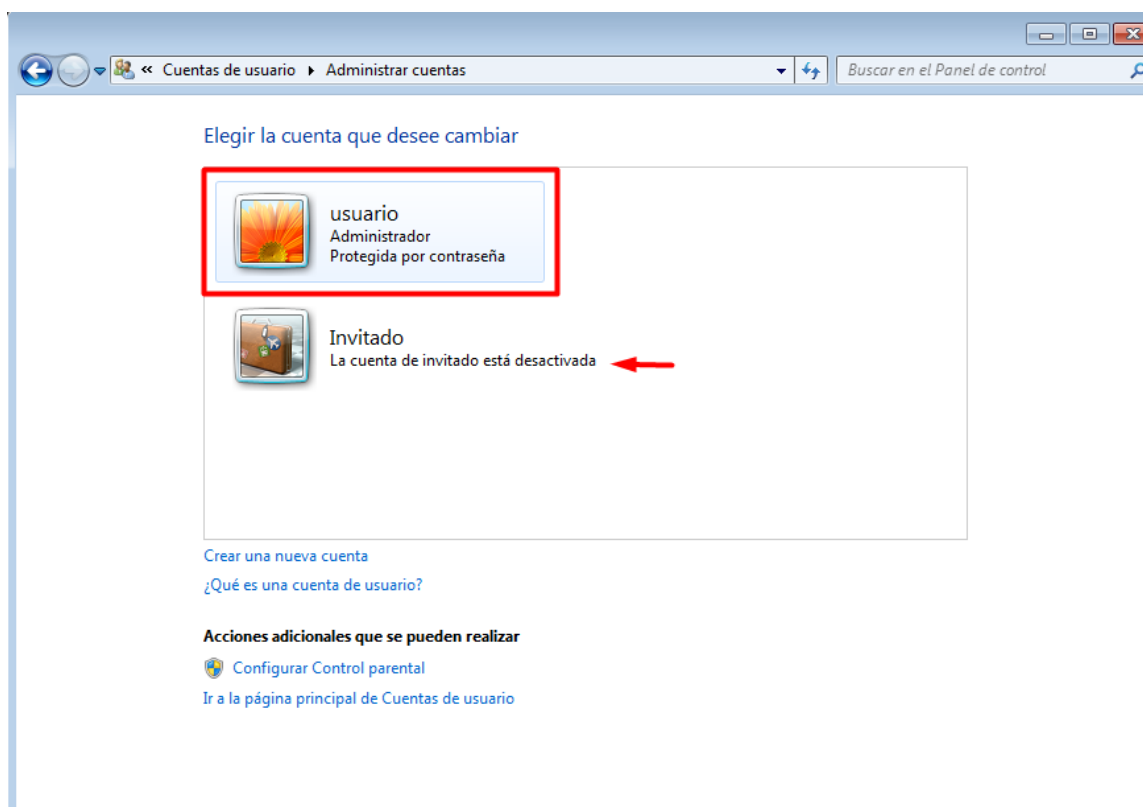 « Cuentas de usuario ▸ Administrar cuentas
Buscar en el Panel de control
Elegir la cuenta que desee cambiar
usuario
Administrador
Protegida por contraseña
Invitado
La cuenta de invitado está desactivada
Crear una nueva cuenta
¿Qué es una cuenta de usuario?
Acciones adicionales que se pueden realizar
Configurar Control parental
Ir a la página principal de Cuentas de usuario